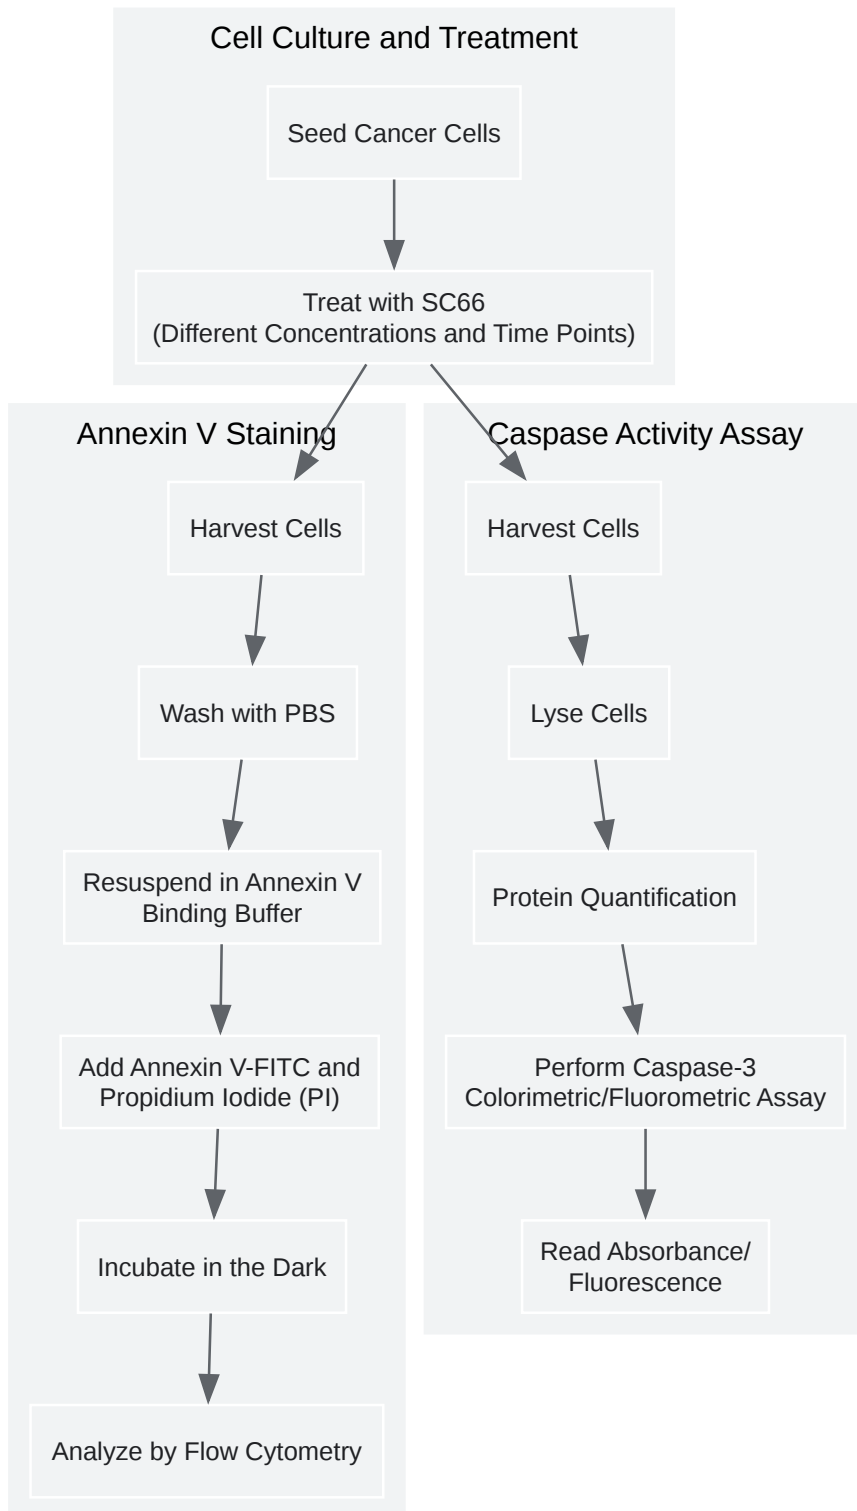 Cell Culture and Treatment
Seed Cancer Cells
Treat with SC66
(Different Concentrations and Time Points)
Annexin V Staining
Harvest Cells
Wash with PBS
Resuspend in Annexin V
Binding Buffer
Add Annexin V-FITC and
Propidium Iodide (PI)
Incubate in the Dark
Analyze by Flow Cytometry
Caspase Activity Assay
Harvest Cells
Lyse Cells
Protein Quantification
Perform Caspase-3
Colorimetric/Fluorometric Assay
Read Absorbance/
Fluorescence